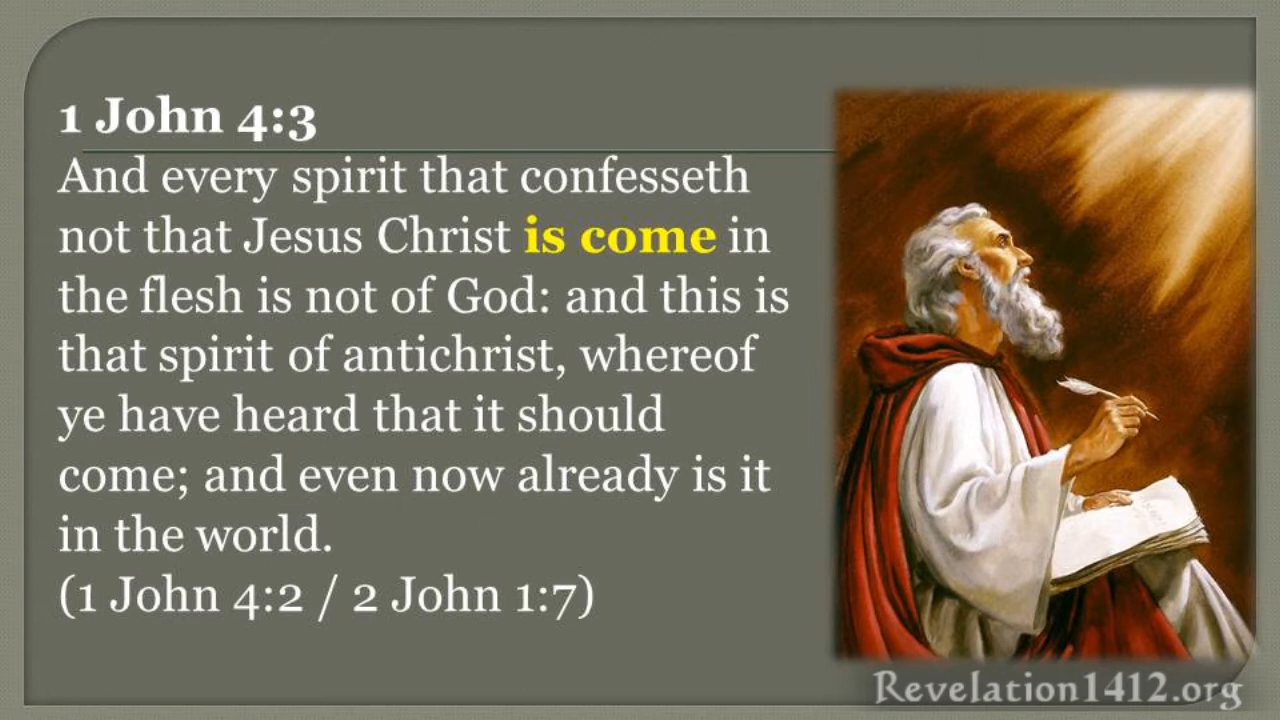 1 John 4:3
And every spirit that confesseth
not that Jesus Christ is come in
the flesh is not of God: and this is
that spirit of antichrist, whereof
ye have heard that it should
come; and even now already is it
in the world.
(1 John 4:2 / 2 John 1:7)
Revelation1412.org